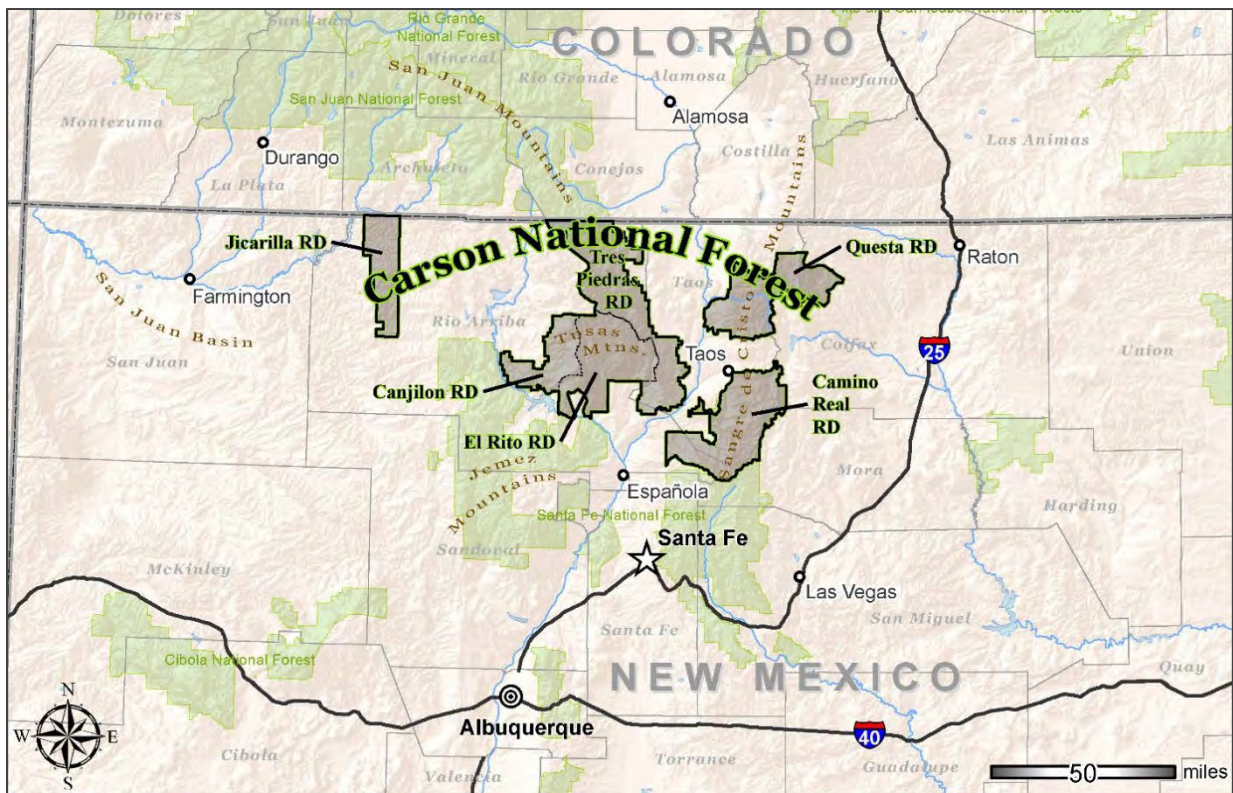 Dolores
San Juan
Rio Grande
National Forest
Mineral
COLORADO
Rio Grande
Alamosa
Huerfano
San Juan Mountains
San Juan National Forest
Alamosa
Montezuma
Durango
La Plata
Archuleta
Conejos
Costilla
Las Animas
Jicarilla RD
Carson National Forest
Tres
Piedras
RD
Taos
Questa RD
Raton
Farmington
San Juan Basin
Rio Arriba
San Juan
Tusas
Mtns.
Sangre de Cristo Mountains
Taos
Colfax
25
Union
Canjilon RD
Camino
Real
RD
El Rito RD
Jemez
Mountains
Española
Mora
Harding
Santa Fe National Forest
Sandoval
Santa Fe
McKinley
Las Vegas
San Miguel
Santa Fe
Cibola National Forest
NEW MEXICO
Quay
Albuquerque
N
W E
S
Cibola
Valencia
Torrance
40
Guadalupe
50 miles